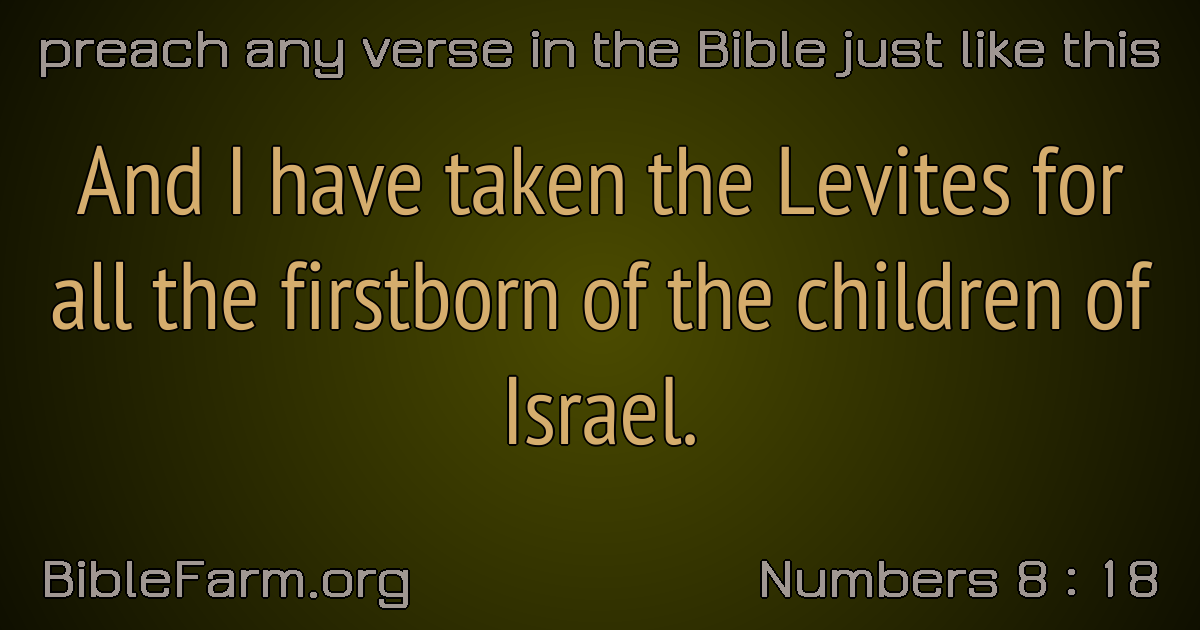 preach any verse in the Bible just like this
And I have taken the Levites for
all the firstborn of the children of
Israel.
BibleFarm.org
Numbers 8 : 18